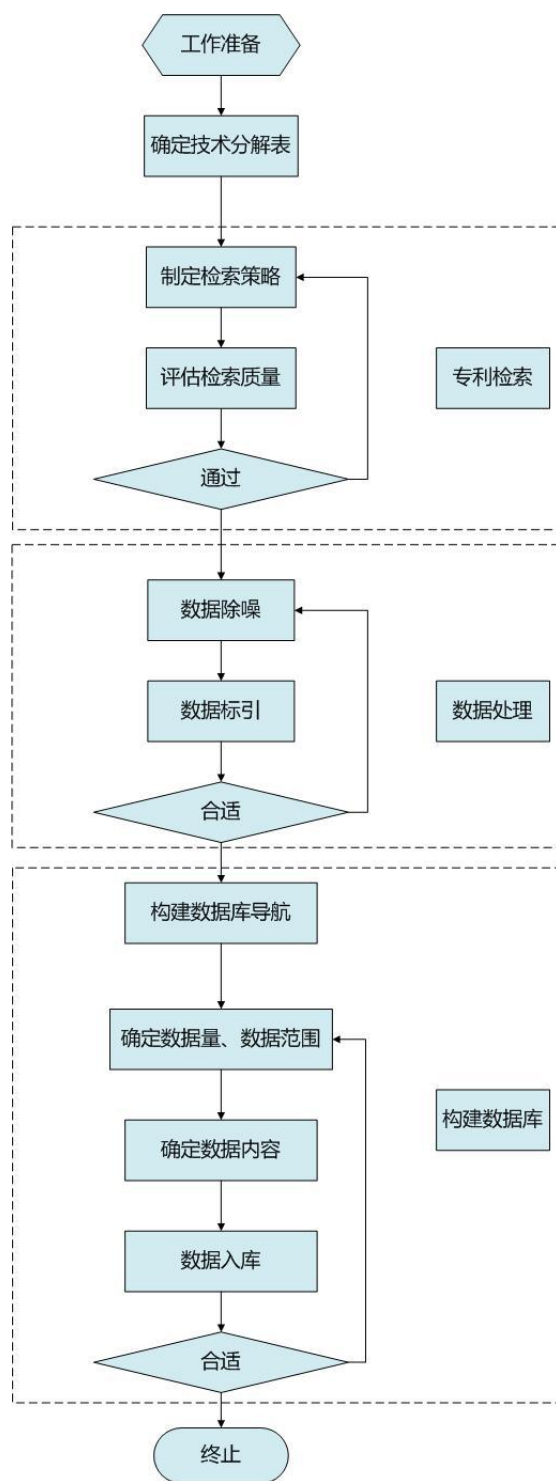 工作准备
确定技术分解表
制定检索策略
评估检索质量
专利检索
通过
数据除噪
数据标引
数据处理
合适
构建数据库导航
确定数据量、数据范围
构建数据库
确定数据内容
数据入库
合适
终止